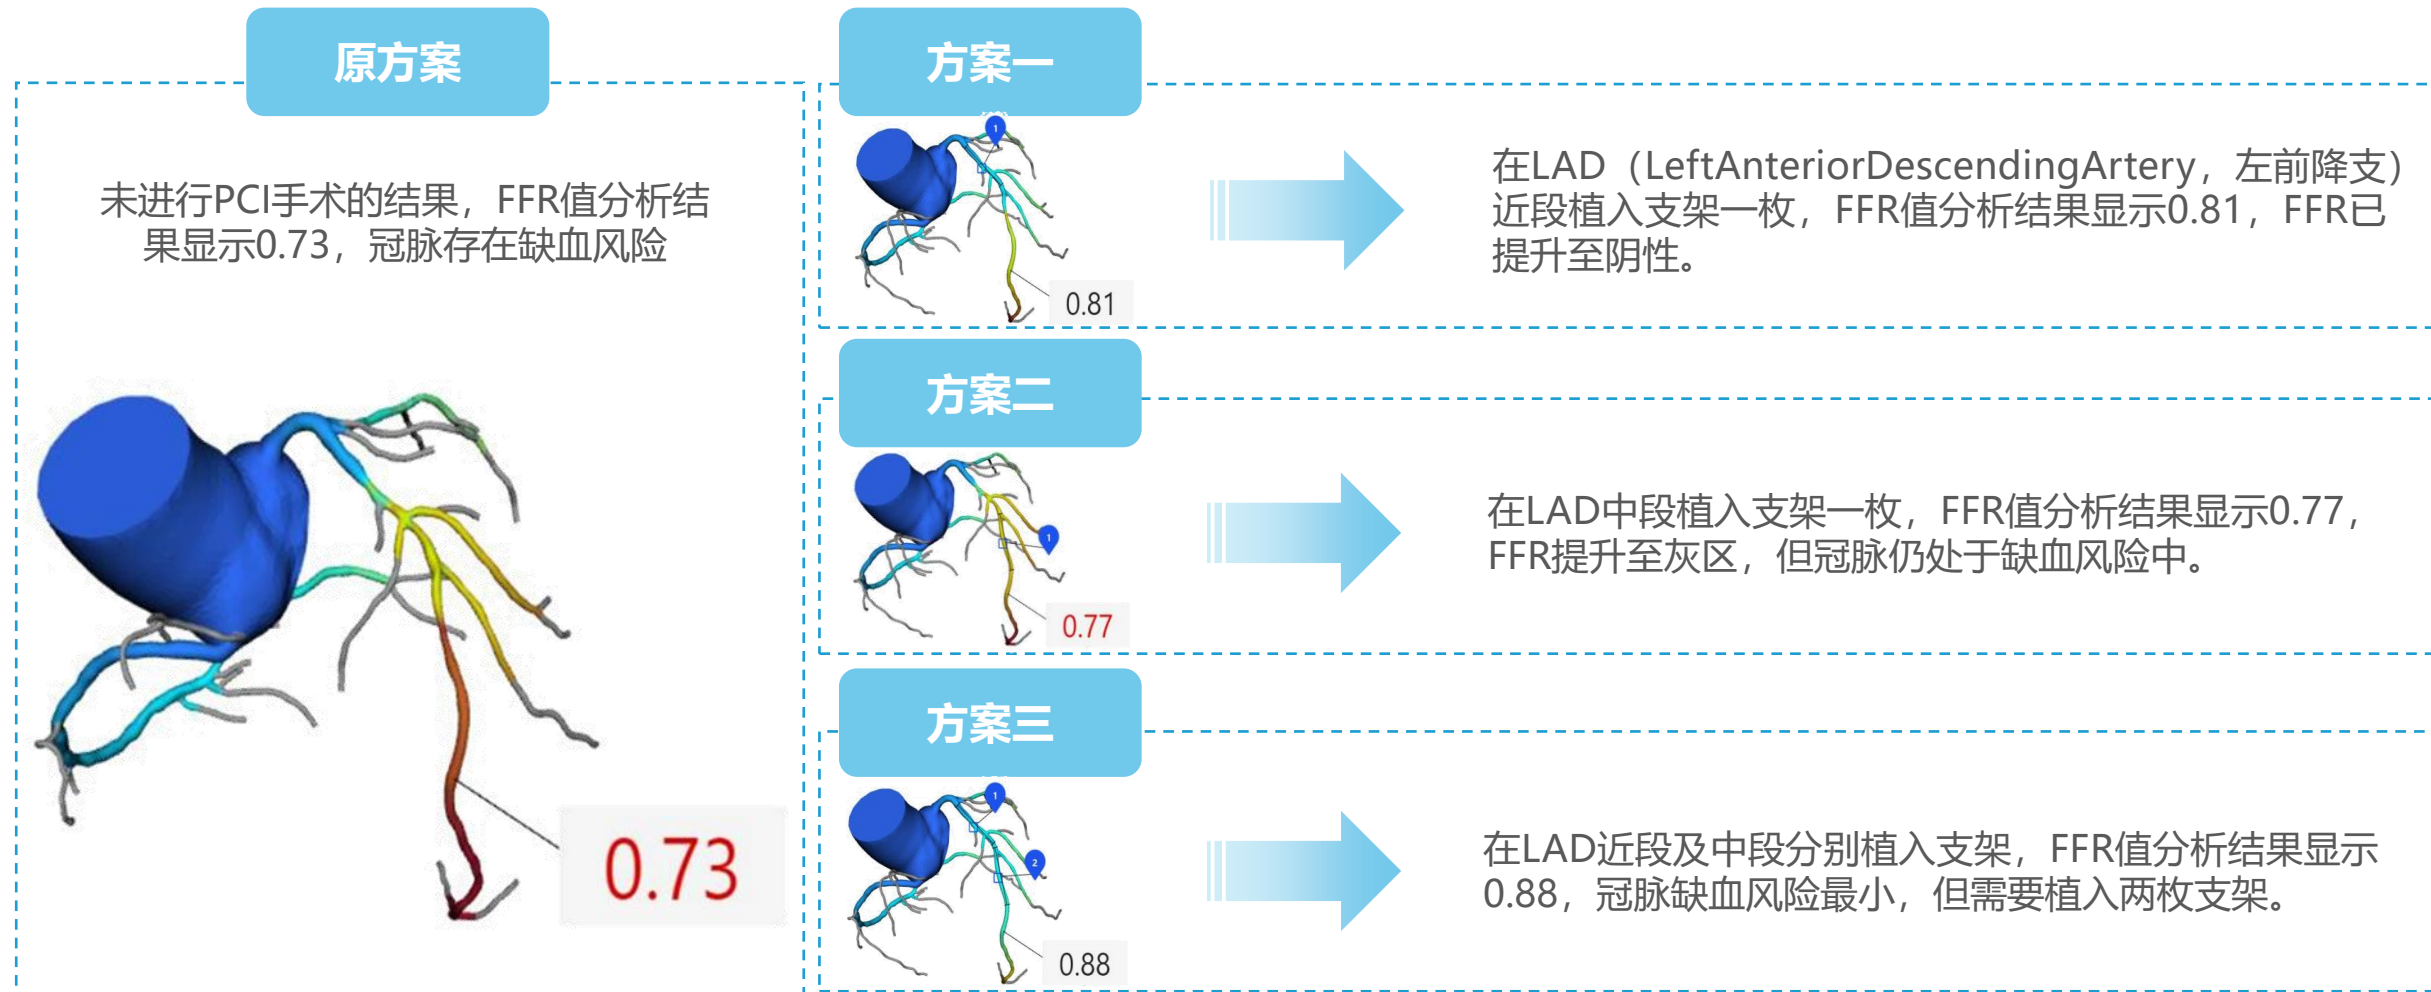 原方案
未进行PCI手术的结果，FFR值分析结
果显示0.73，冠脉存在缺血风险
0.73
方案一
1
0.81
在LAD（LeftAnteriorDescendingArtery，左前降支）
近段植入支架一枚，FFR值分析结果显示0.81，FFR已
提升至阴性。
方案二
1
0.77
在LAD中段植入支架一枚，FFR值分析结果显示0.77，
FFR提升至灰区，但冠脉仍处于缺血风险中。
方案三
1
2
0.88
在LAD近段及中段分别植入支架，FFR值分析结果显示
0.88，冠脉缺血风险最小，但需要植入两枚支架。